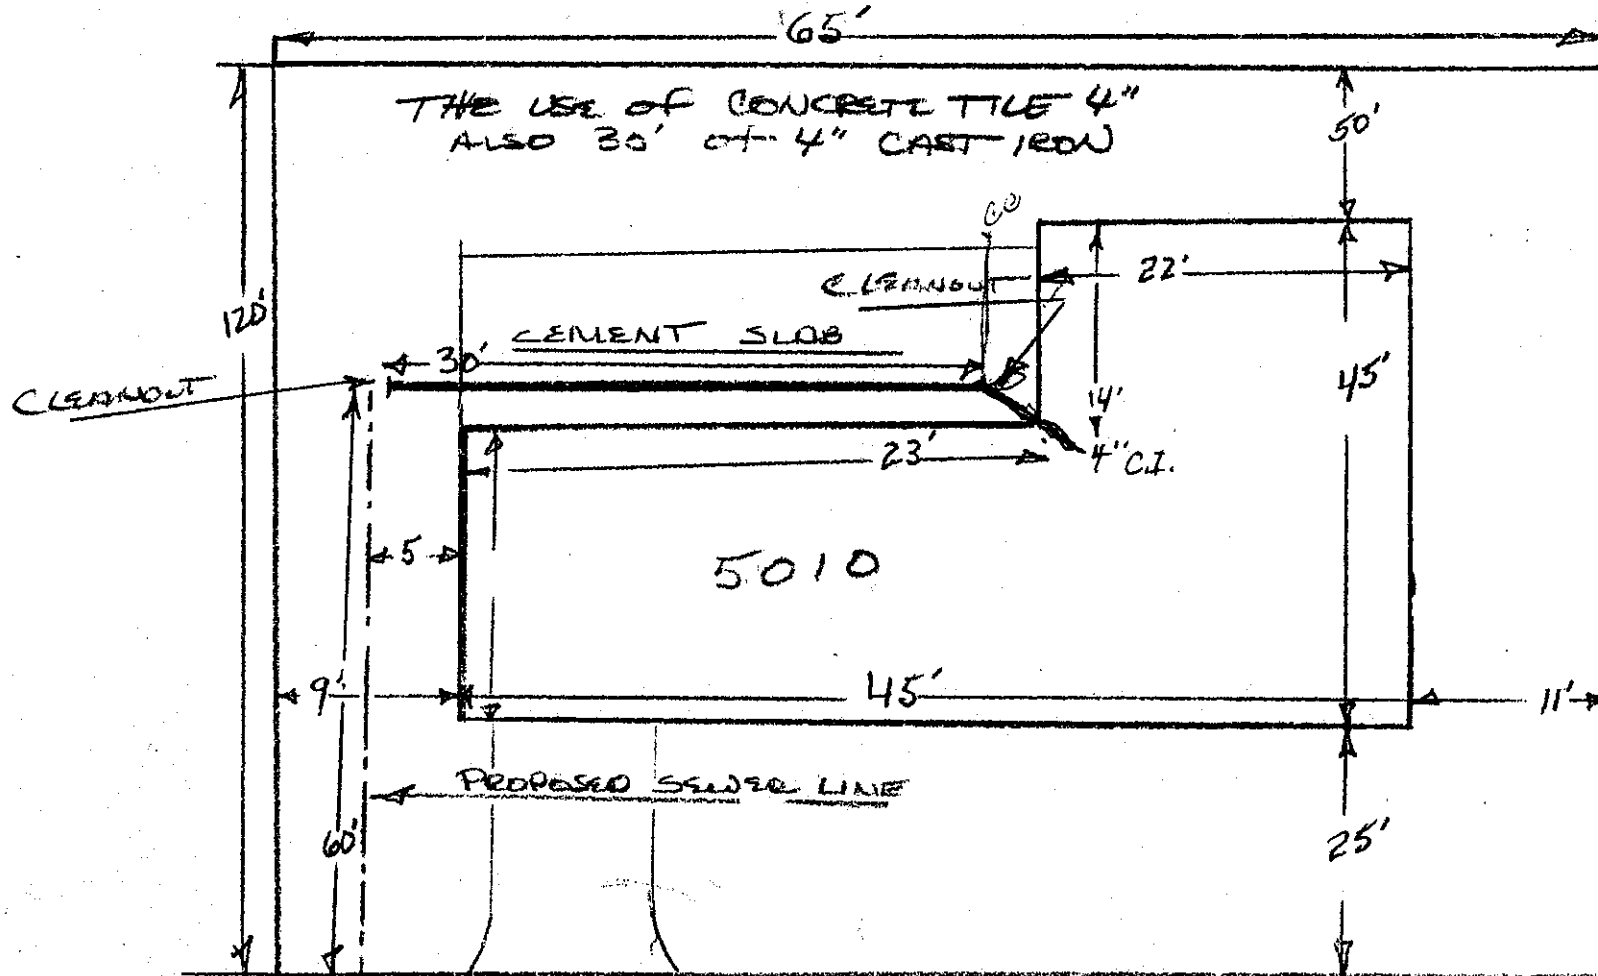 65'
THE USE OF CONCRETE TILE 4"
ALSO 30' OF 4" CAST IRON
50'
CO
22'
CLEANOUT
120'
CEMENT SLAB
30'
45'
CLEANOUT
14'
23'
4" C.I.
5
5010
9'
45'
11'
PROPOSED SEWER LINE
60'
25'